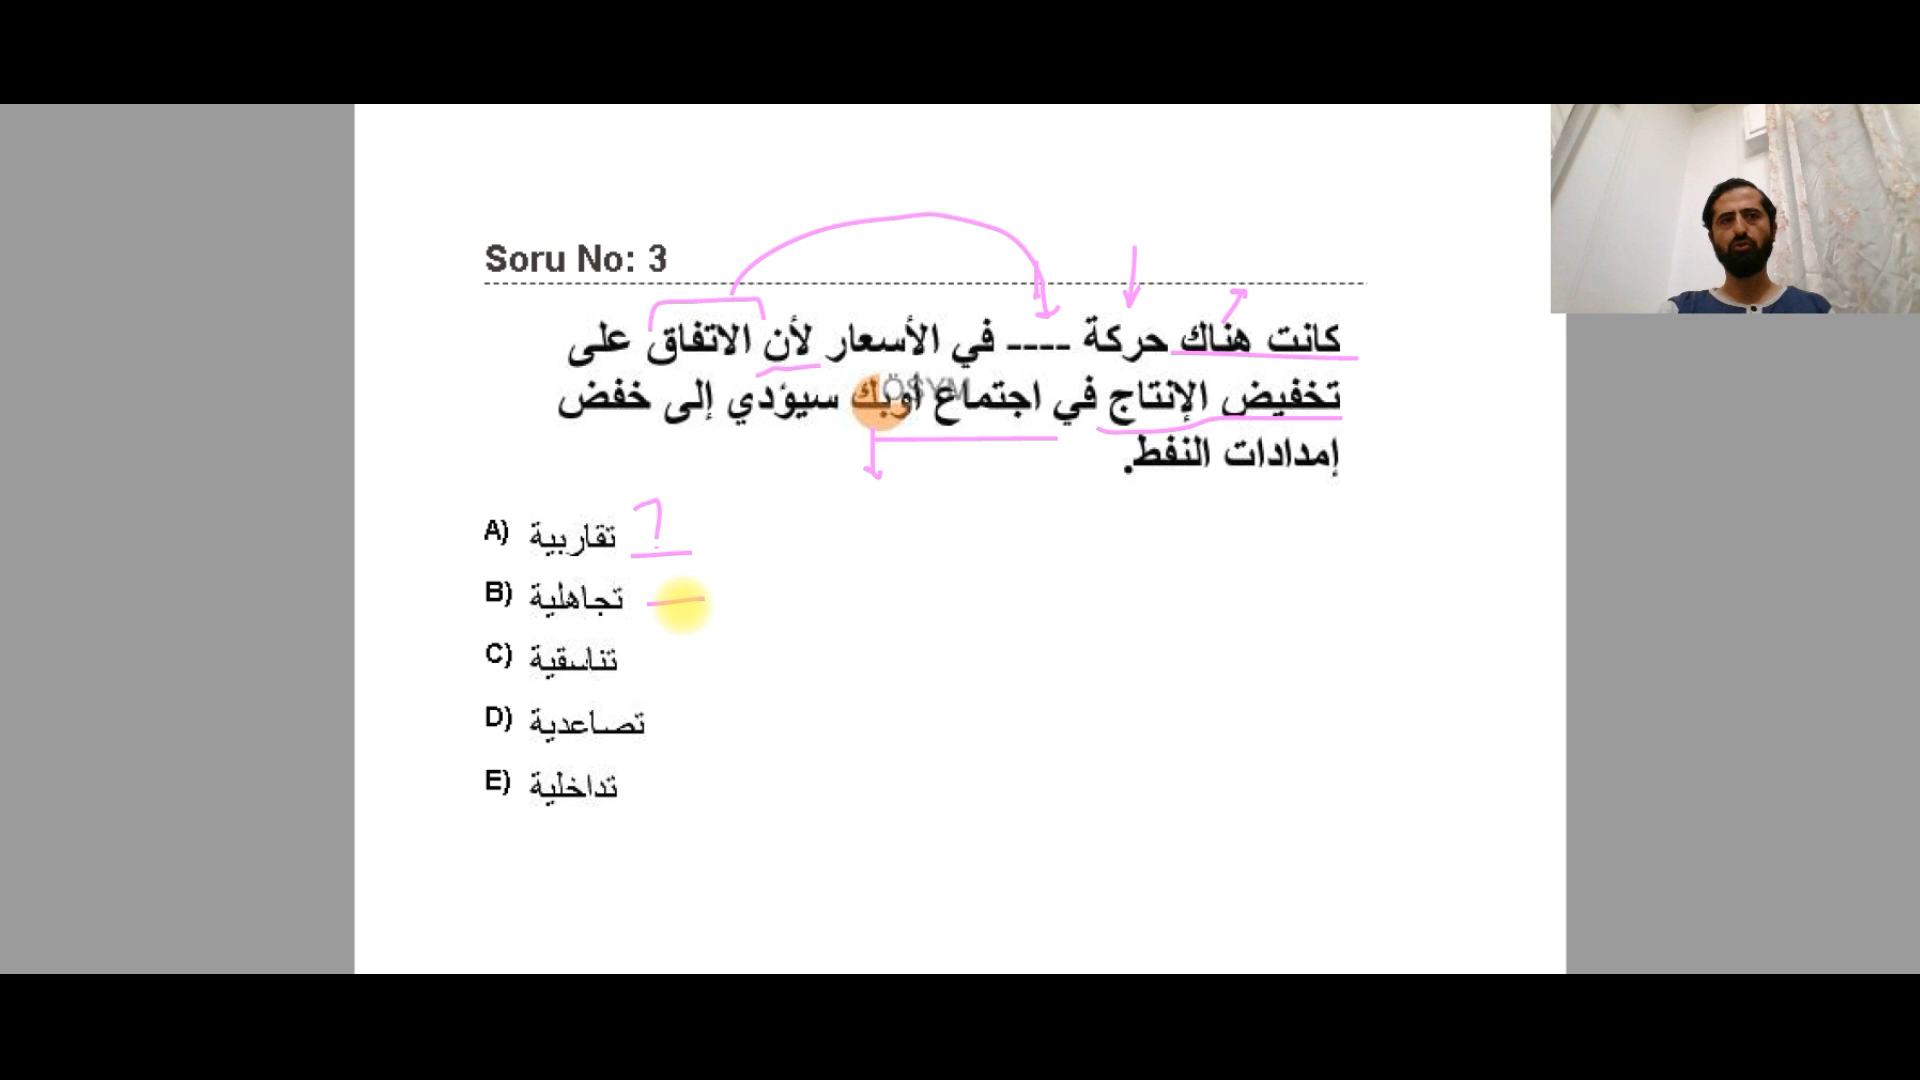 Soru No: 3
كانت هناك حركة ---- في الأسعار لأن الاتفاق على
تخفيض الإنتاج في اجتماع أوبك سيؤدي إلى خفض
إمدادات النفط.
ÖSYM
A) تقاربية ?
B) تجاهلية
C) تناسقية
D) تصاعدية
E) تداخلية